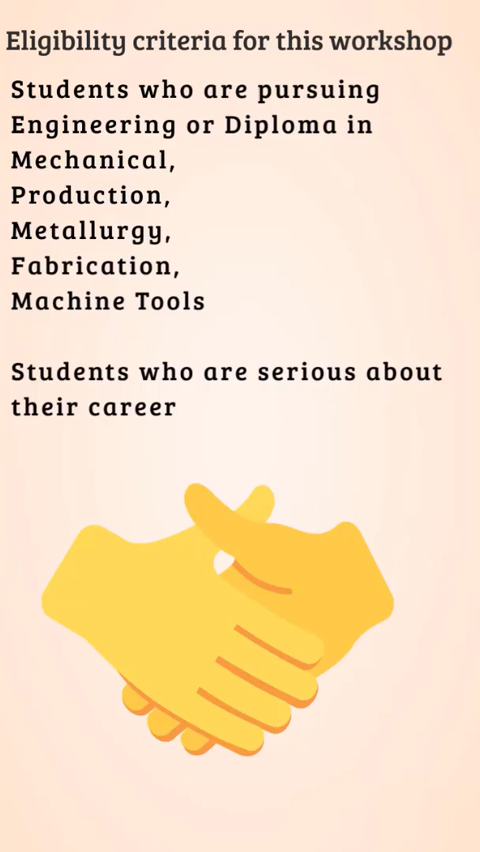 Eligibility criteria for this workshop
Students who are pursuing
Engineering or Diploma in
Mechanical,
Production,
Metallurgy,
Fabrication,
Machine Tools
Students who are serious about
their career